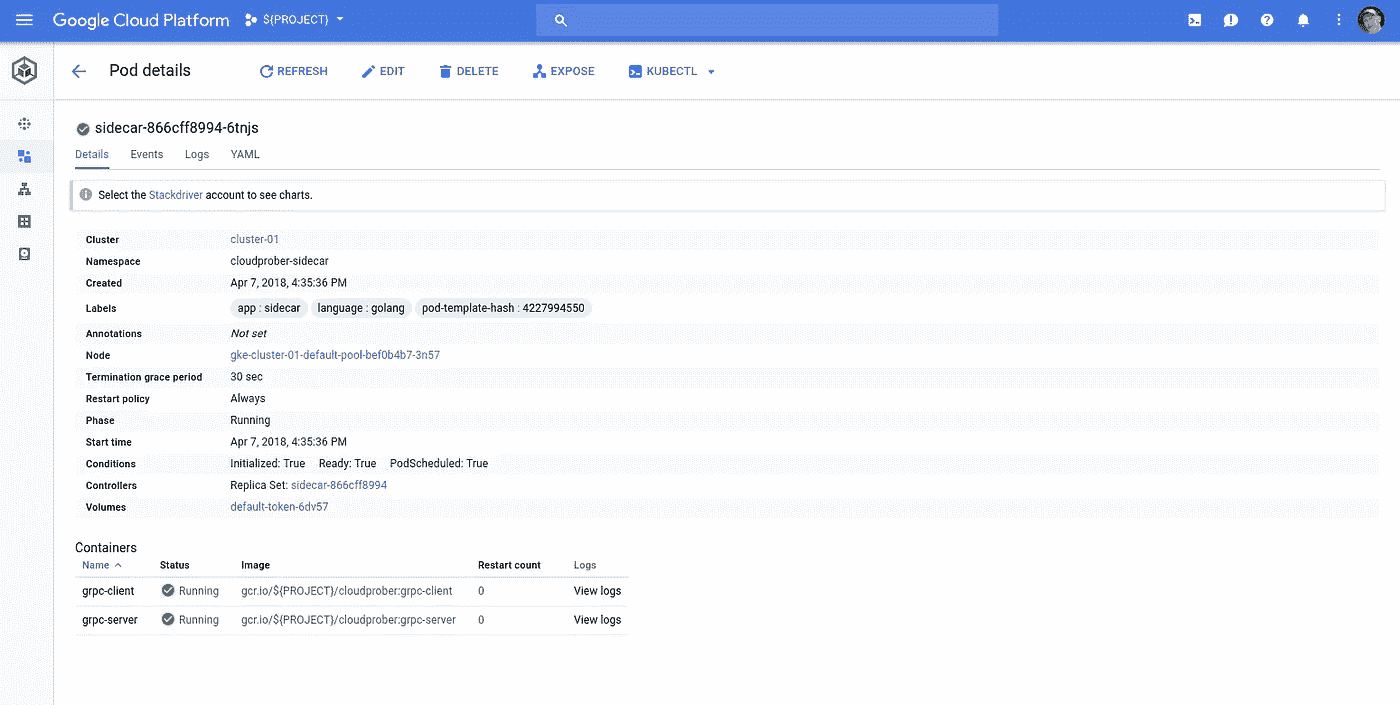 Google Cloud Platform ${PROJECT}
Pod details REFRESH EDIT DELETE EXPOSE KUBECTL
sidecar-866cff8994-6tnjs
Details Events Logs YAML
Select the Stackdriver account to see charts.
Cluster cluster-01
Namespace cloudprober-sidecar
Created Apr 7, 2018, 4:35:36 PM
Labels app : sidecar language : golang pod-template-hash : 4227994550
Annotations Not set
Node gke-cluster-01-default-pool-bef0b4b7-3n57
Termination grace period 30 sec
Restart policy Always
Phase Running
Start time Apr 7, 2018, 4:35:36 PM
Conditions Initialized: True Ready: True PodScheduled: True
Controllers Replica Set: sidecar-866cff8994
Volumes default-token-6dv57
Containers
Name Status Image Restart count Logs
grpc-client Running gcr.io/${PROJECT}/cloudprober:grpc-client 0 View logs
grpc-server Running gcr.io/${PROJECT}/cloudprober:grpc-server 0 View logs